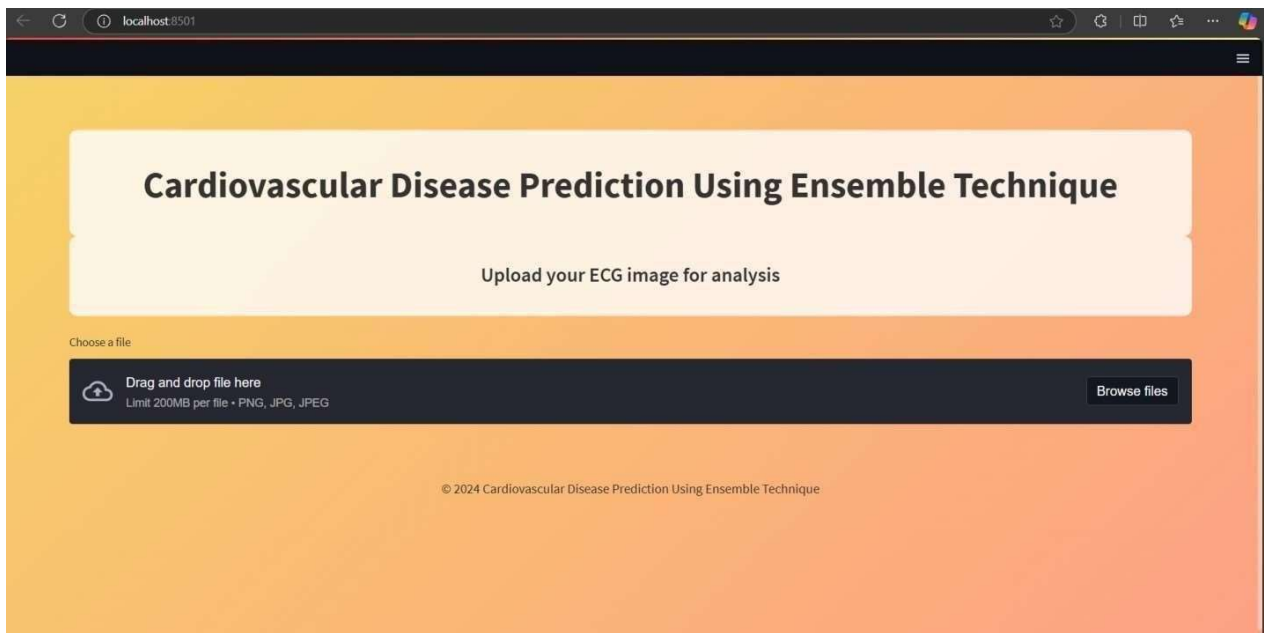 localhost:8501
Cardiovascular Disease Prediction Using Ensemble Technique
Upload your ECG image for analysis
Choose a file
Drag and drop file here
Limit 200MB per file • PNG, JPG, JPEG
Browse files
© 2024 Cardiovascular Disease Prediction Using Ensemble Technique